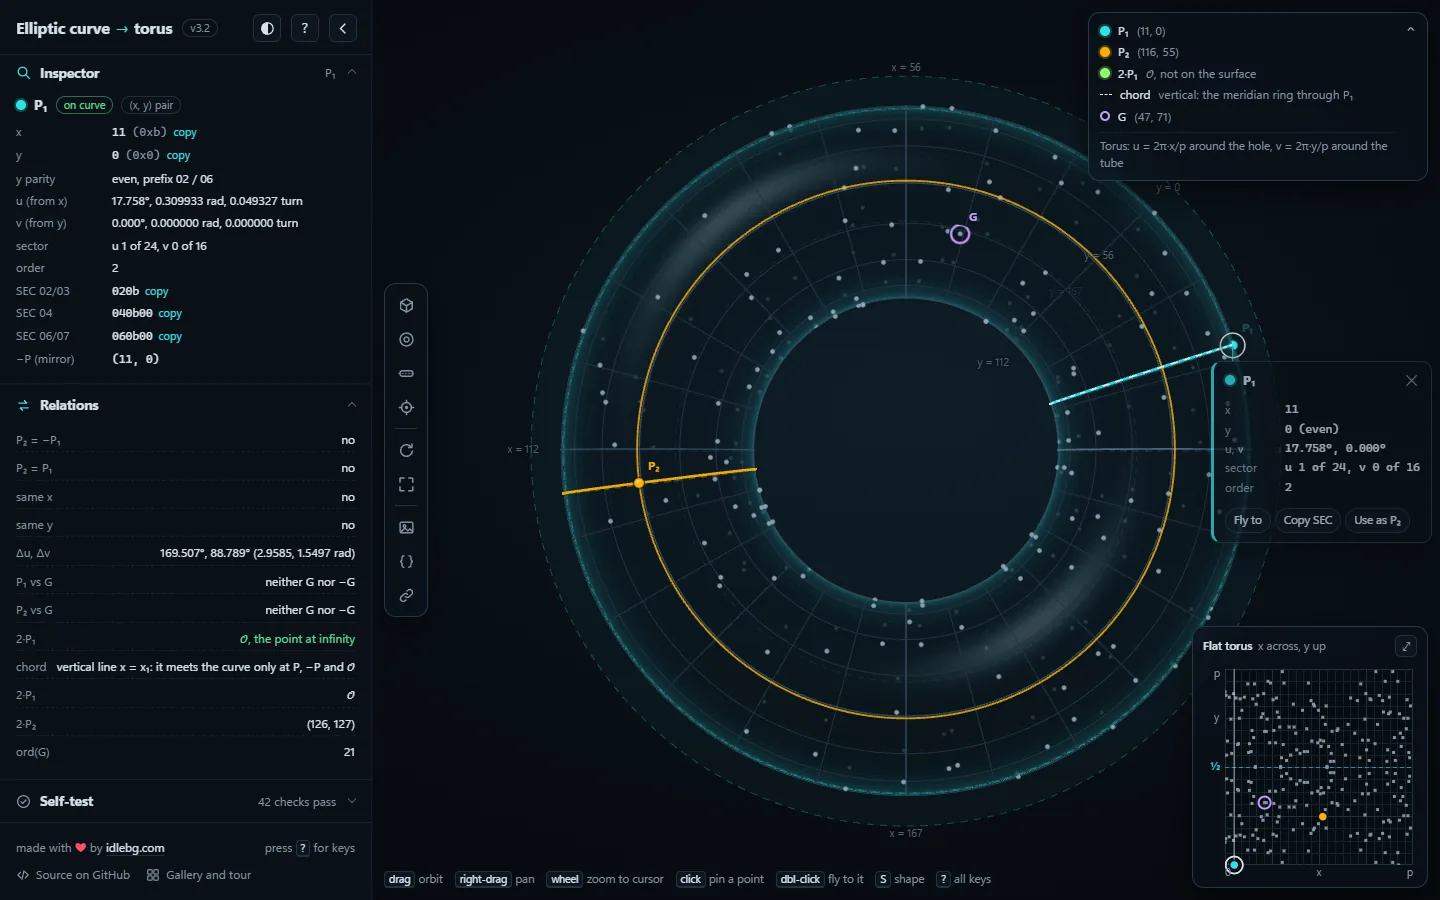 Elliptic curve → torus v3.2 ?
Inspector P₁
P₁ on curve (x, y) pair
x 11 (0xb) copy
y 0 (0x0) copy
y parity even, prefix 02 / 06
u (from x) 17.758°, 0.309933 rad, 0.049327 turn
v (from y) 0.000°, 0.000000 rad, 0.000000 turn
sector u 1 of 24, v 0 of 16
order 2
SEC 02/03 020b copy
SEC 04 040b00 copy
SEC 06/07 060b00 copy
−P (mirror) (11, 0)
Relations
P₂ = −P₁ no
P₂ = P₁ no
same x no
same y no
Δu, Δv 169.507°, 88.789° (2.9585, 1.5497 rad)
P₁ vs G neither G nor −G
P₂ vs G neither G nor −G
2·P₁ 𝒪, the point at infinity
chord vertical line x = x₁: it meets the curve only at P, −P and 𝒪
2·P₁ 𝒪
2·P₂ (126, 127)
ord(G) 21
Self-test 42 checks pass
made with ❤ by idlebg.com press ? for keys
Source on GitHub Gallery and tour
x = 56
y = 0
G
y = 56
y = 167
P₁
y = 112
x = 112
P₂
x = 167
P₁ (11, 0)
P₂ (116, 55)
2·P₁ 𝒪, not on the surface
chord vertical: the meridian ring through P₁
G (47, 71)
Torus: u = 2π·x/p around the hole, v = 2π·y/p around the
tube
P₁
x 11
y 0 (even)
u, v 17.758°, 0.000°
sector u 1 of 24, v 0 of 16
order 2
Fly to Copy SEC Use as P₂
Flat torus x across, y up
p
y
½
0 x p
drag orbit right-drag pan wheel zoom to cursor click pin a point dbl-click fly to it S shape ? all keys